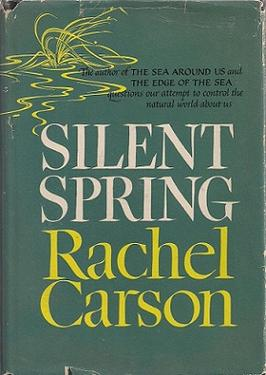 The author of THE SEA AROUND US and
THE EDGE OF THE SEA
questions our attempt to control the
natural world about us
SILENT
SPRING
Rachel
Carson